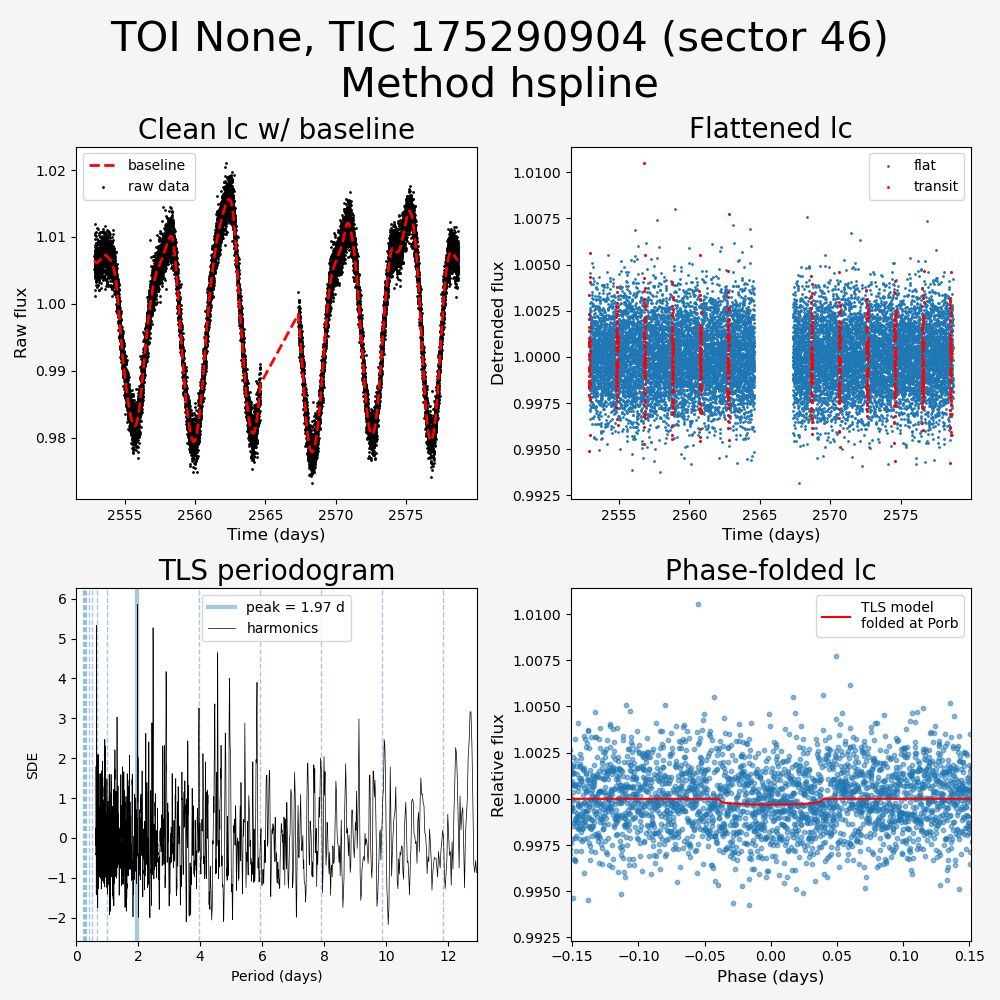 TOI None, TIC 175290904 (sector 46)
Method hspline
Clean lc w/ baseline
baseline
raw data
1.02
1.01
1.00
0.99
0.98
Raw flux
2555
2560
2565
2570
2575
Time (days)
Flattened lc
flat
transit
1.0100
1.0075
1.0050
1.0025
1.0000
0.9975
0.9950
0.9925
Detrended flux
2555
2560
2565
2570
2575
Time (days)
TLS periodogram
peak = 1.97 d
harmonics
6
5
4
3
2
1
0
−1
−2
SDE
0
2
4
6
8
10
12
Period (days)
Phase-folded lc
TLS model
folded at Porb
1.0100
1.0075
1.0050
1.0025
1.0000
0.9975
0.9950
0.9925
Relative flux
−0.15
−0.10
−0.05
0.00
0.05
0.10
0.15
Phase (days)